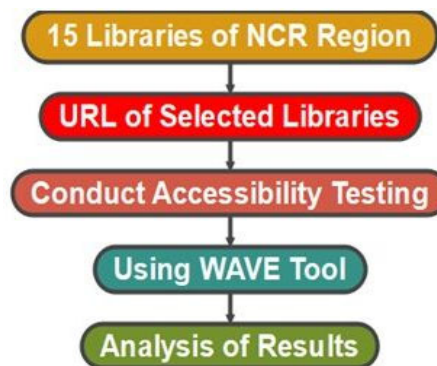 15 Libraries of NCR Region
URL of Selected Libraries
Conduct Accessibility Testing
Using WAVE Tool
Analysis of Results